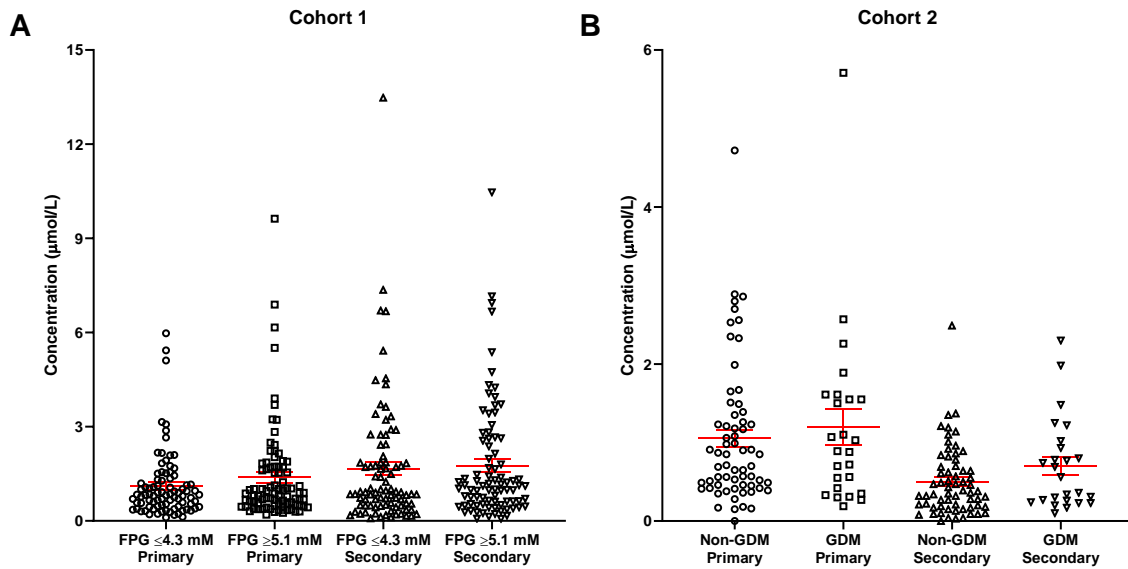 A
Cohort 1
Concentration (μmol/L)
15
12
9
6
3
0
FPG ≤4.3 mM
Primary
FPG ≥5.1 mM
Primary
FPG ≤4.3 mM
Secondary
FPG ≥5.1 mM
Secondary
B
Cohort 2
Concentration (μmol/L)
6
4
2
0
Non-GDM
Primary
GDM
Primary
Non-GDM
Secondary
GDM
Secondary